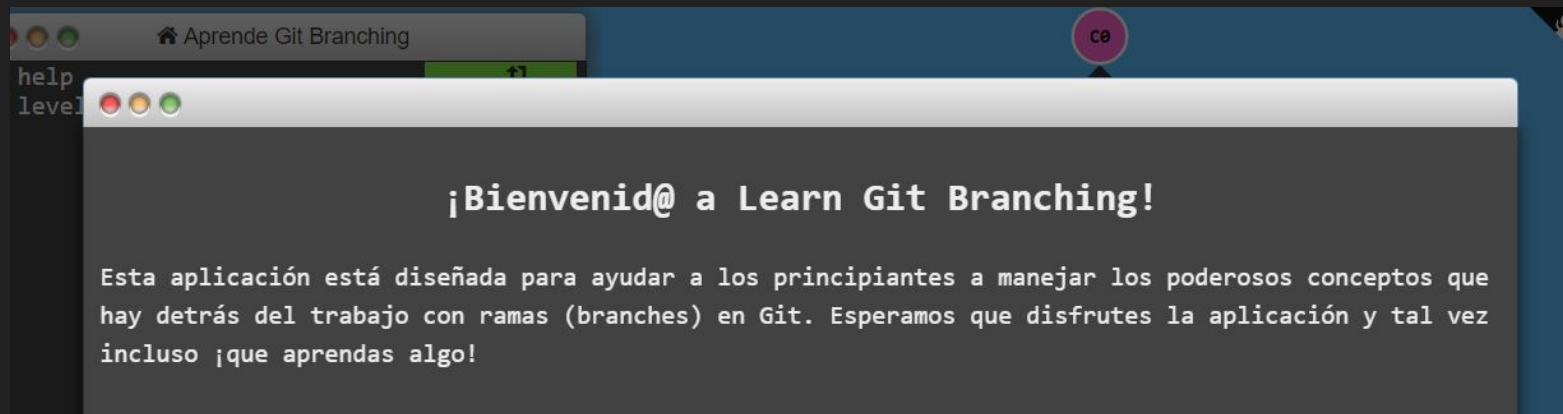 Aprende Git Branching
C0
help
level
¡Bienvenid@ a Learn Git Branching!
Esta aplicación está diseñada para ayudar a los principiantes a manejar los poderosos conceptos que
hay detrás del trabajo con ramas (branches) en Git. Esperamos que disfrutes la aplicación y tal vez
incluso ¡que aprendas algo!